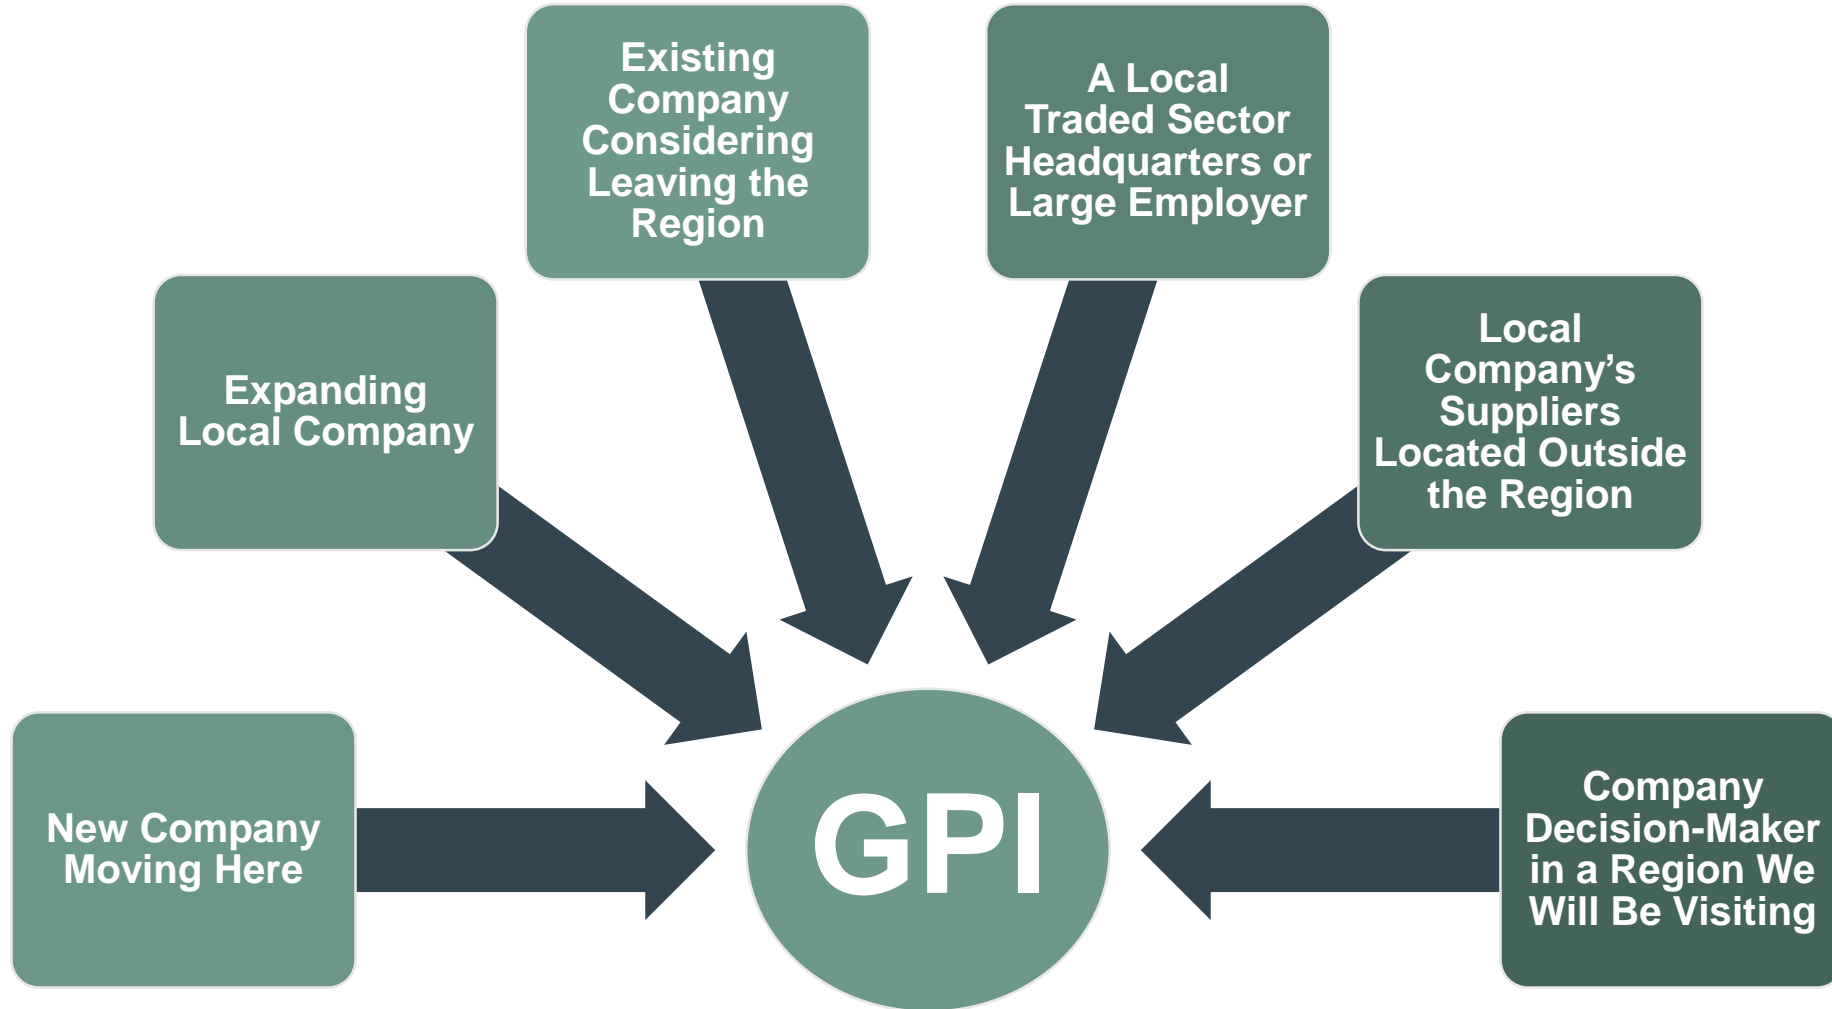 Existing
Company
Considering
Leaving the
Region
A Local
Traded Sector
Headquarters or
Large Employer
Expanding
Local Company
Local
Company’s
Suppliers
Located Outside
the Region
New Company
Moving Here
GPI
Company
Decision-Maker
in a Region We
Will Be Visiting